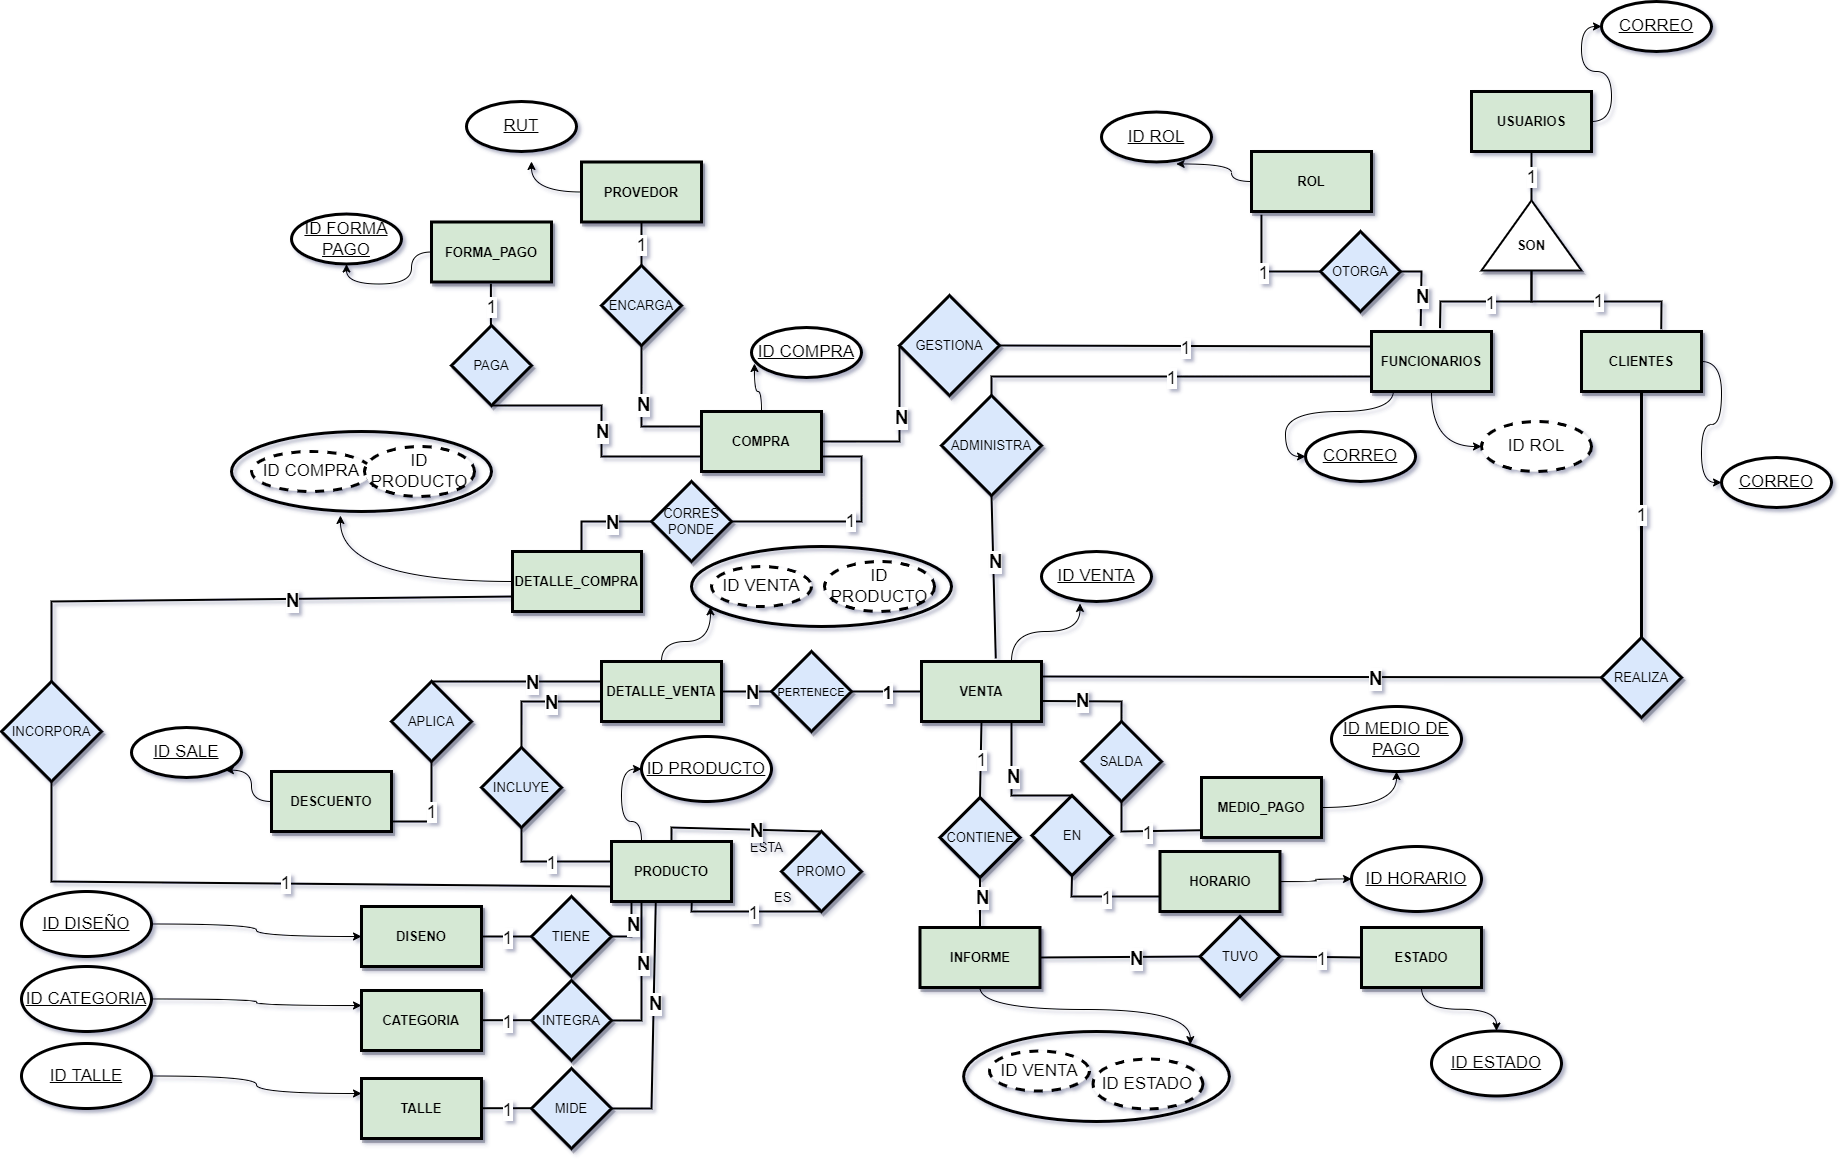 CORREO
USUARIOS
1
RUT
ID ROL
ROL
PROVEDOR
1
SON
ID FORMA
PAGO
FORMA_PAGO
1
1
ENCARGA
OTORGA
1
N
1
1
PAGA
GESTIONA
1
FUNCIONARIOS
CLIENTES
ID COMPRA
1
N
N
N
COMPRA
ADMINISTRA
CORREO
ID ROL
CORREO
ID COMPRA
ID
PRODUCTO
CORRES
PONDE
N
1
1
DETALLE_COMPRA
N
ID VENTA
ID
PRODUCTO
N
ID VENTA
N
DETALLE_VENTA
N
PERTENECE
1
VENTA
N
REALIZA
N
N
INCORPORA
APLICA
ID SALE
DESCUENTO
1
INCLUYE
ID PRODUCTO
1
N
SALDA
ID MEDIO DE
PAGO
MEDIO_PAGO
1
CONTIENE
EN
N
ESTA
PROMO
ES
1
PRODUCTO
1
1
HORARIO
ID HORARIO
1
N
ID DISEÑO
DISENO
1
TIENE
N
INFORME
N
TUVO
1
ESTADO
ID CATEGORIA
CATEGORIA
1
INTEGRA
N
N
ID VENTA
ID ESTADO
ID ESTADO
ID TALLE
TALLE
1
MIDE